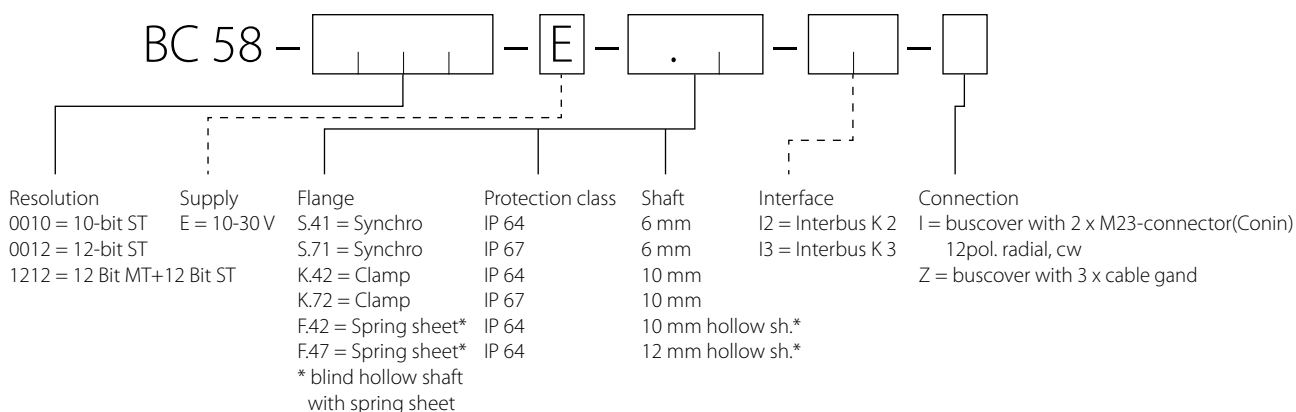 BC 58 – – E – . – –
Resolution Supply Flange Protection class Shaft Interface Connection
0010 = 10-bit ST E = 10-30 V S.41 = Synchro IP 64 6 mm I2 = Interbus K 2 I = buscover with 2 x M23-connector(Conin)
0012 = 12-bit ST S.71 = Synchro IP 67 6 mm I3 = Interbus K 3 12pol. radial, cw
1212 = 12 Bit MT+12 Bit ST K.42 = Clamp IP 64 10 mm Z = buscover with 3 x cable gand
K.72 = Clamp IP 67 10 mm
F.42 = Spring sheet* IP 64 10 mm hollow sh.*
F.47 = Spring sheet* IP 64 12 mm hollow sh.*
* blind hollow shaft
with spring sheet